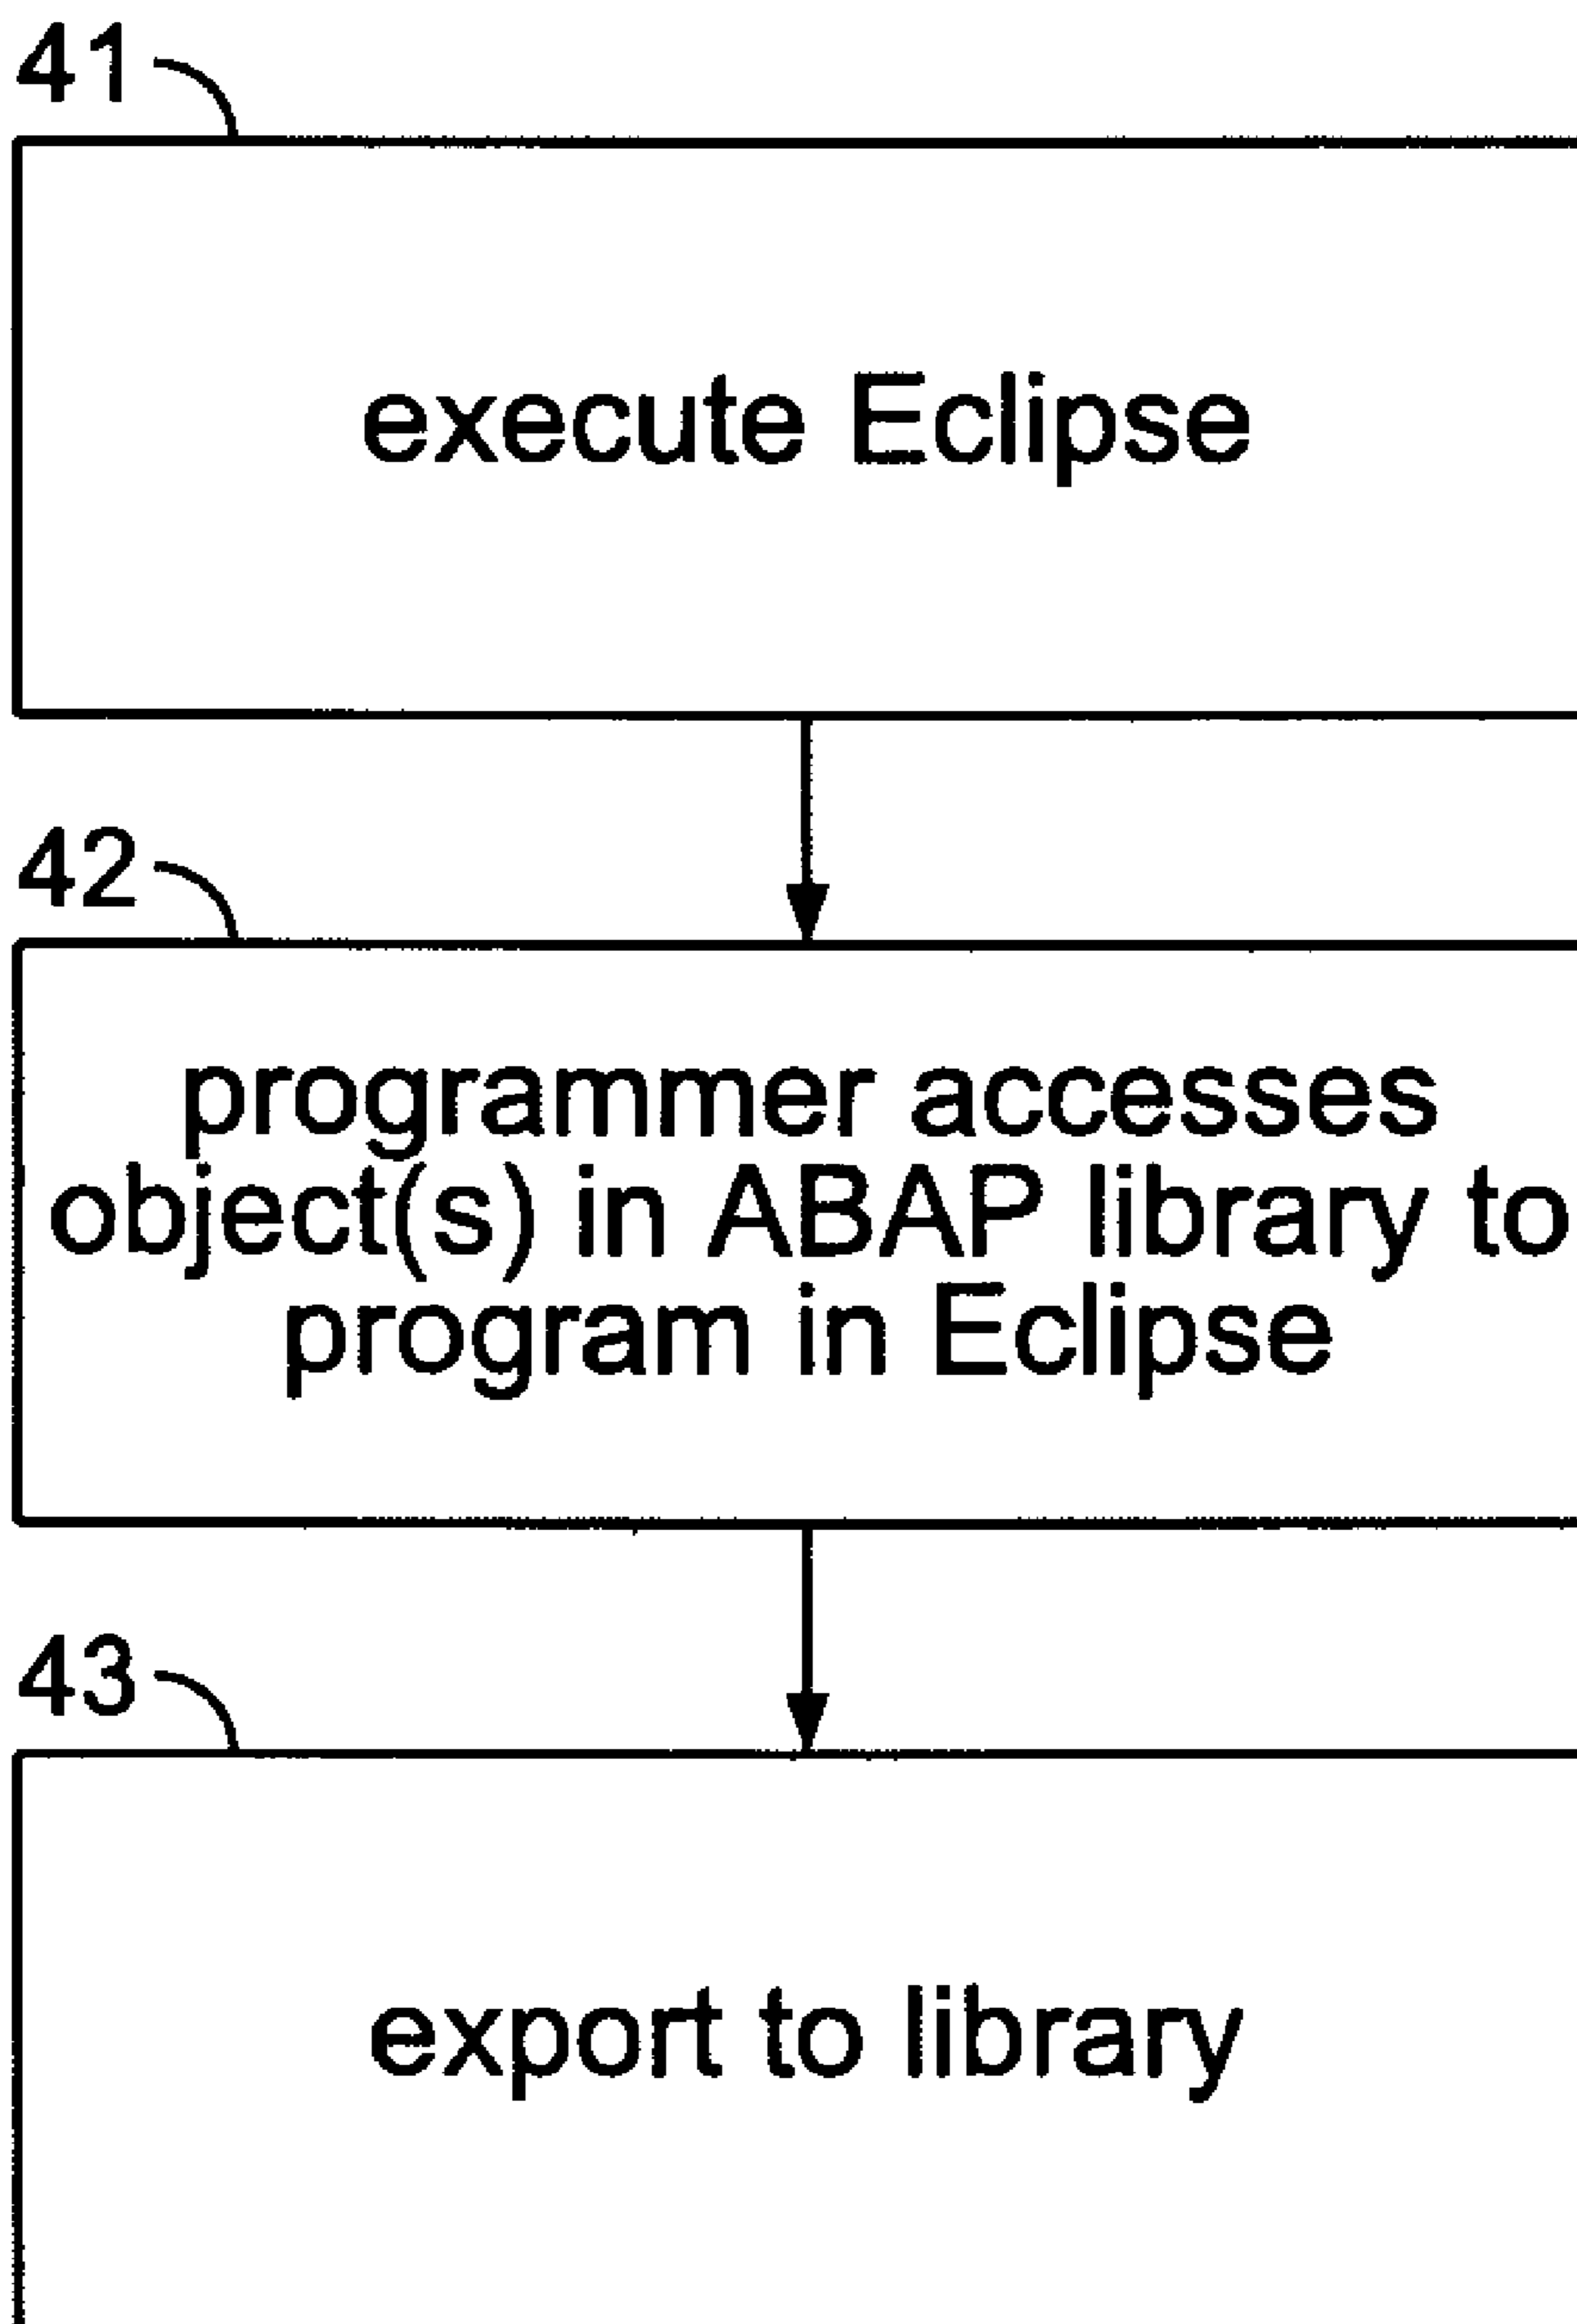 41
execute Eclipse
42
programmer accesses
object(s) in ABAP library to
program in Eclipse
43
export to library